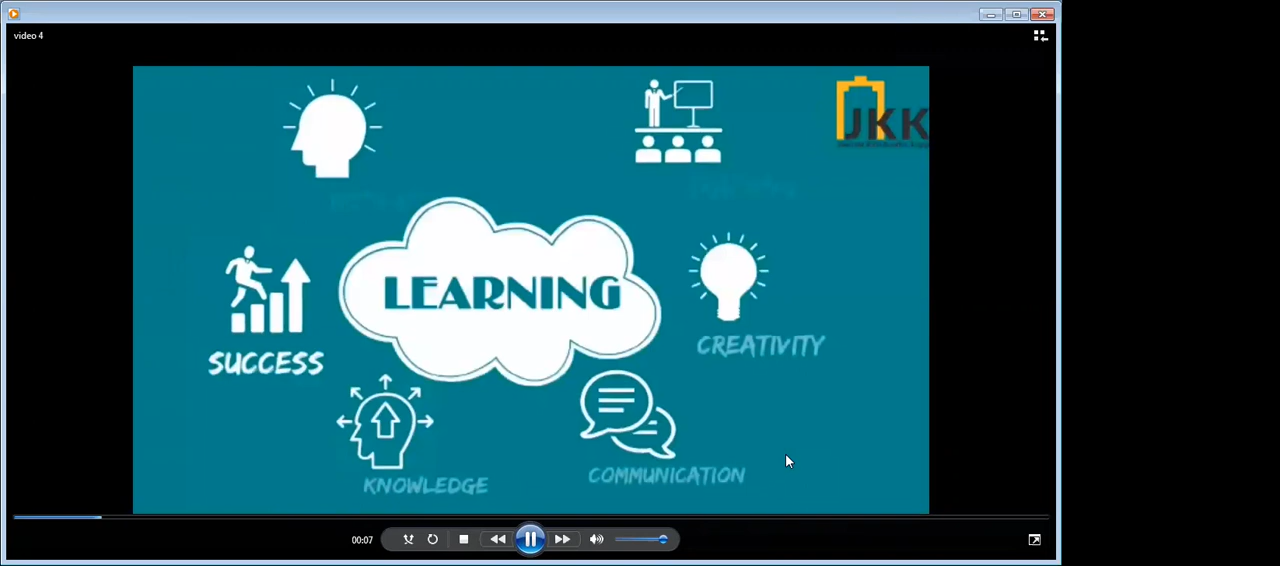 video 4
JKK
LEARNING
CREATIVITY
SUCCESS
COMMUNICATION
KNOWLEDGE
00:07